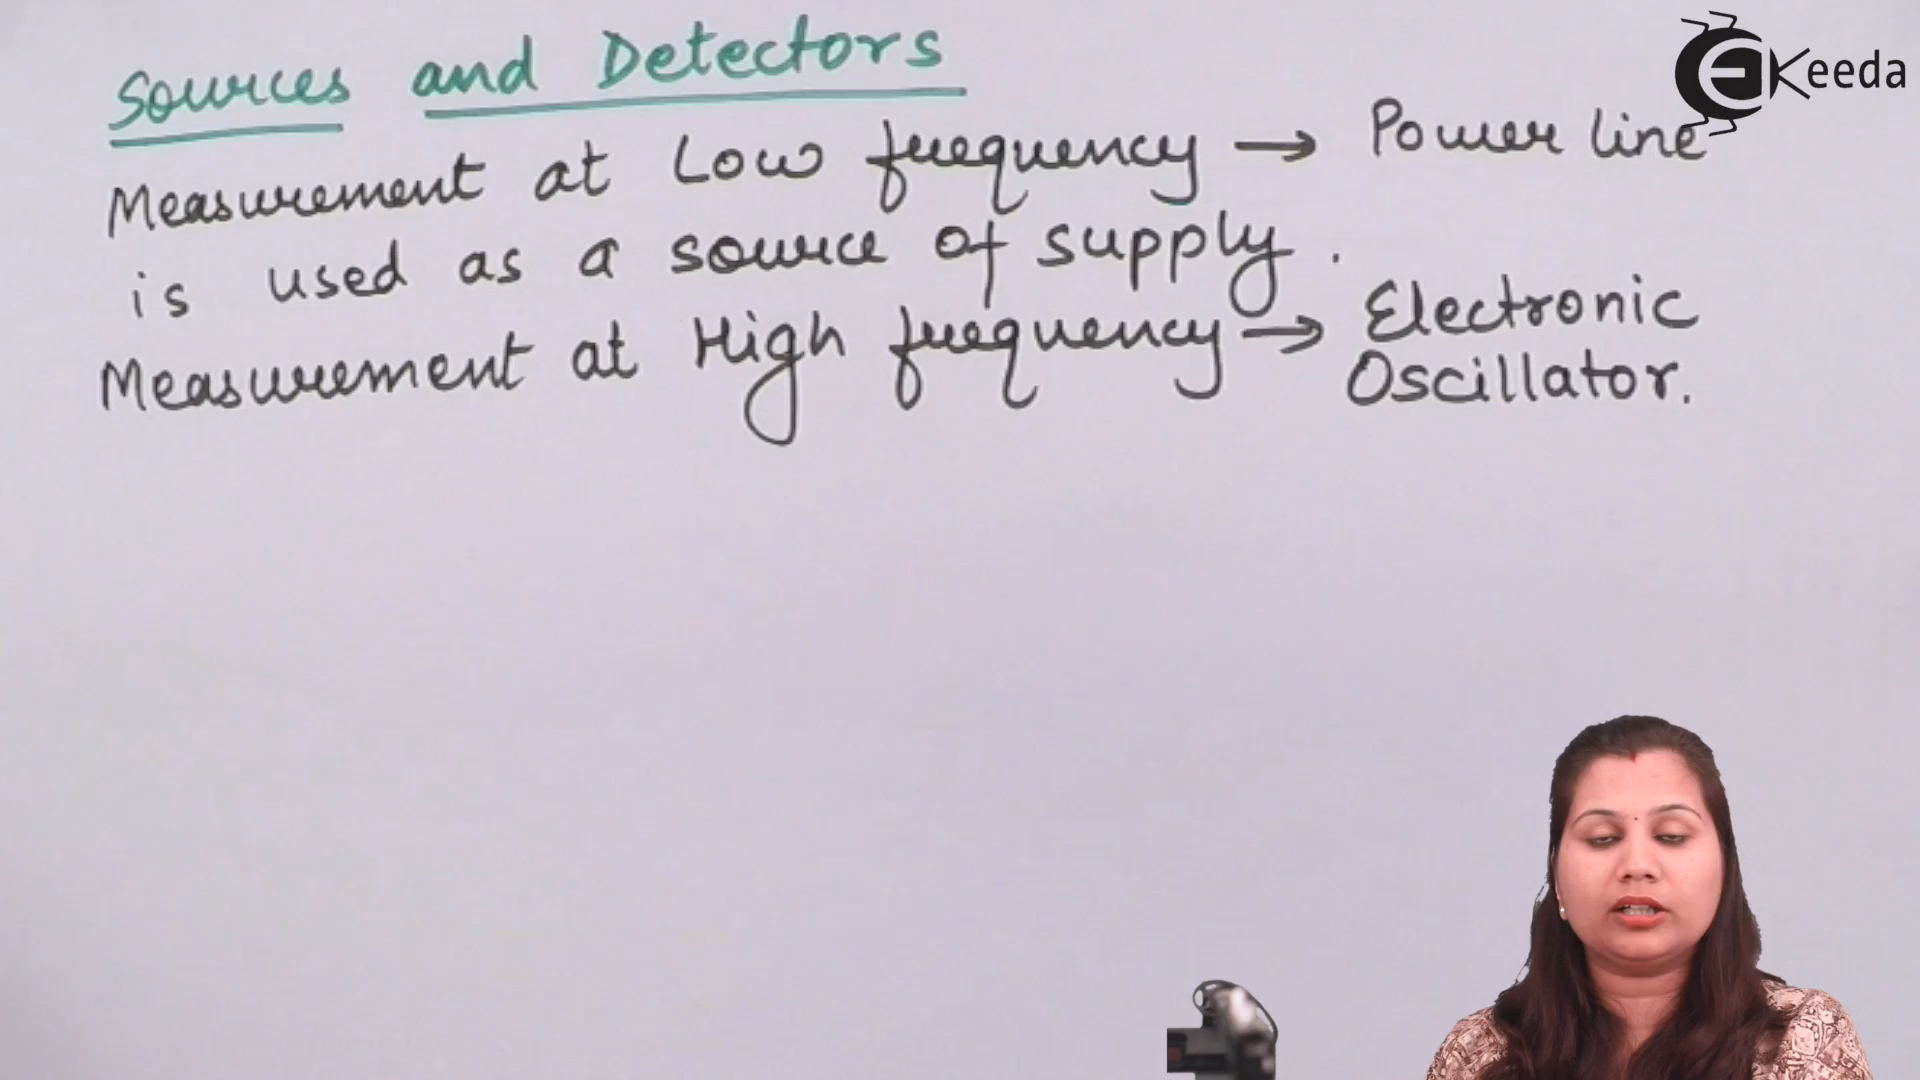 Sources and Detectors
EKeeda
Measurement at Low frequency → Power line
is used as a source of supply.
Measurement at High frequency → Electronic
Oscillator.